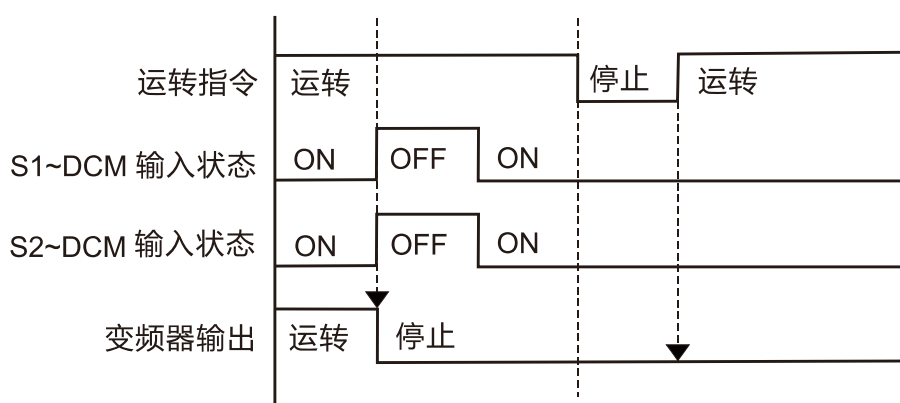 运转指令 运转 停止 运转
S1~DCM 输入状态 ON OFF ON
S2~DCM 输入状态 ON OFF ON
变频器输出 运转 停止